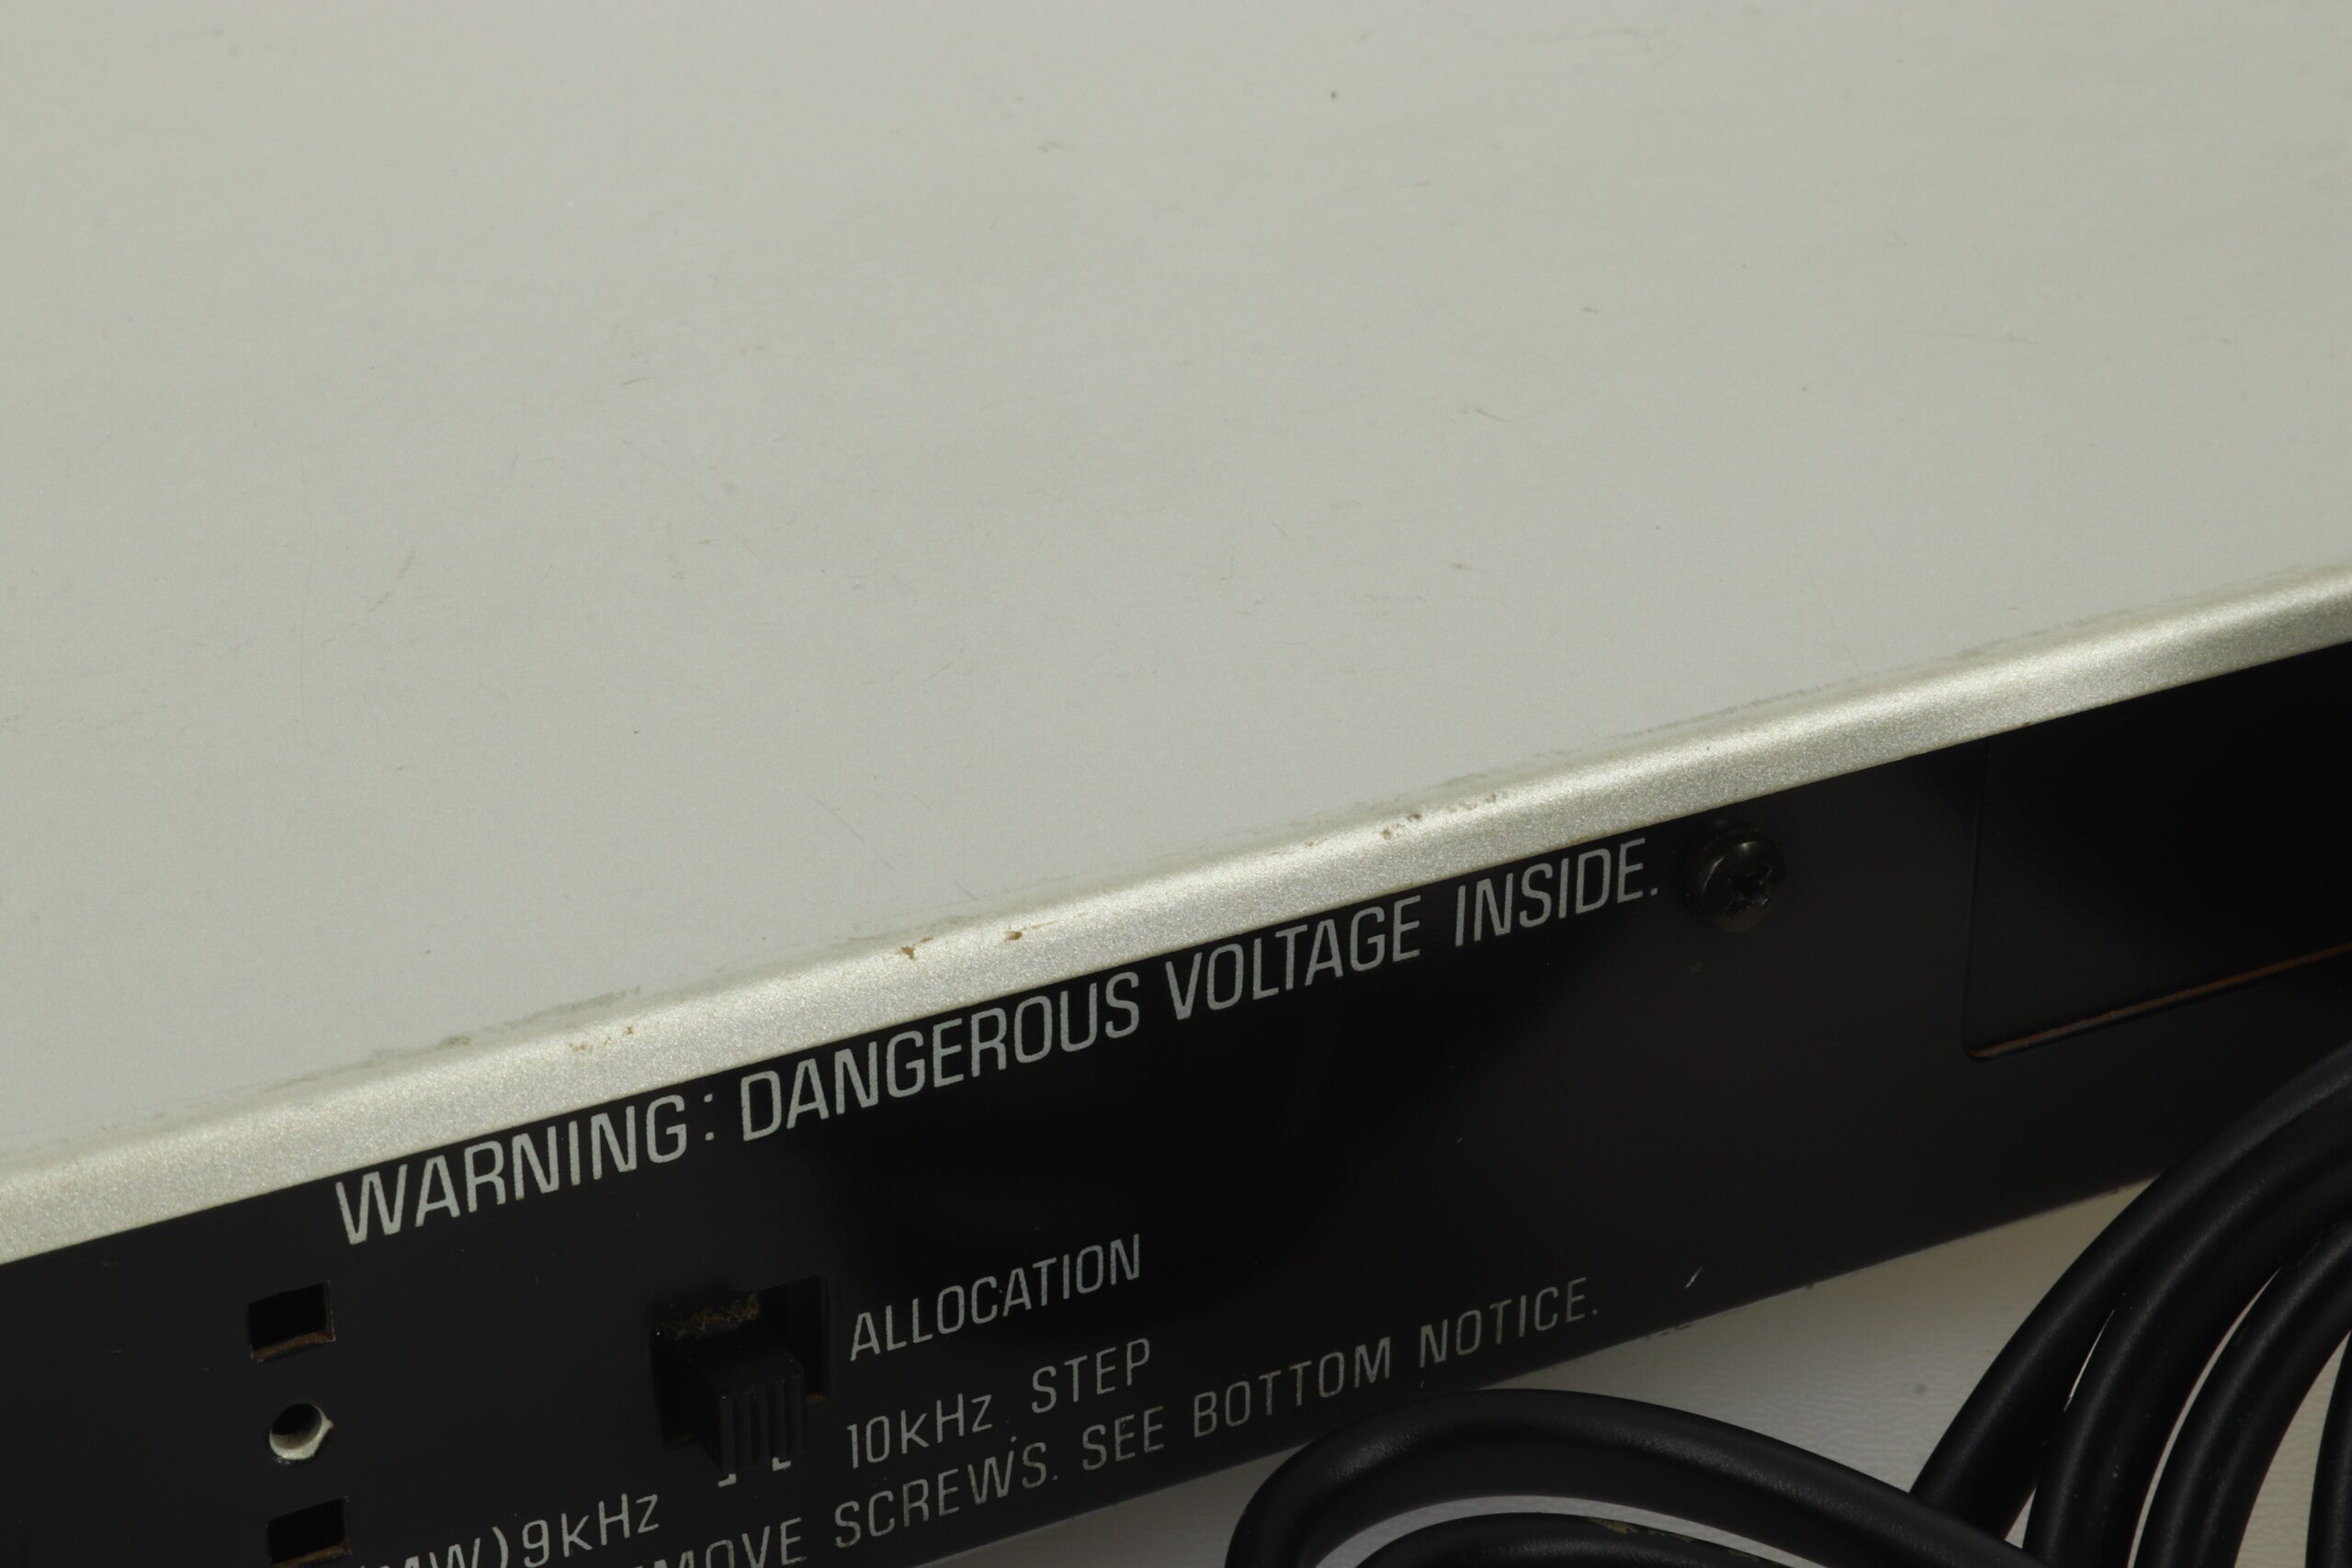 WARNING: DANGEROUS VOLTAGE INSIDE.
ALLOCATION
MW)9kHz 10kHz STEP
MOVE SCREWS. SEE BOTTOM NOTICE.